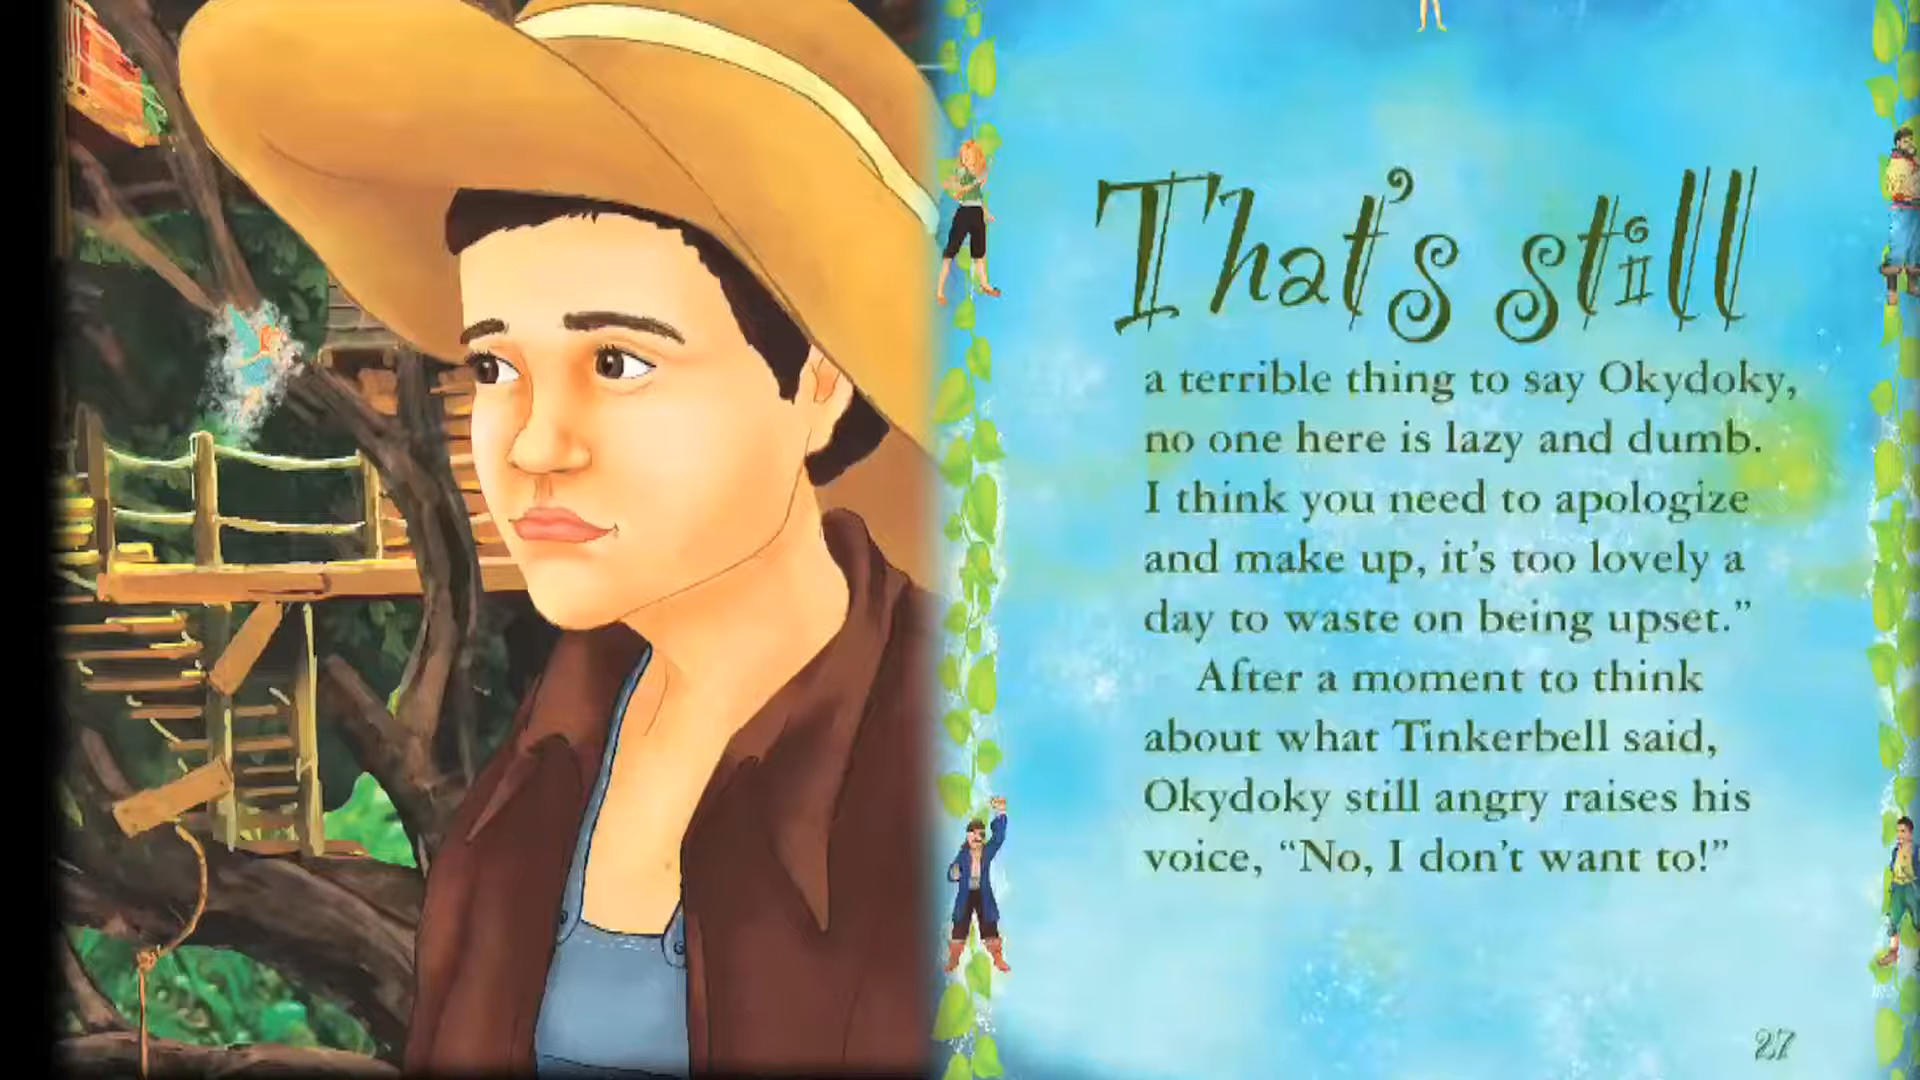 That's still
a terrible thing to say Okydoky,
no one here is lazy and dumb.
I think you need to apologize
and make up, it's too lovely a
day to waste on being upset.”
After a moment to think
about what Tinkerbell said,
Okydoky still angry raises his
voice, “No, I don't want to!”
27